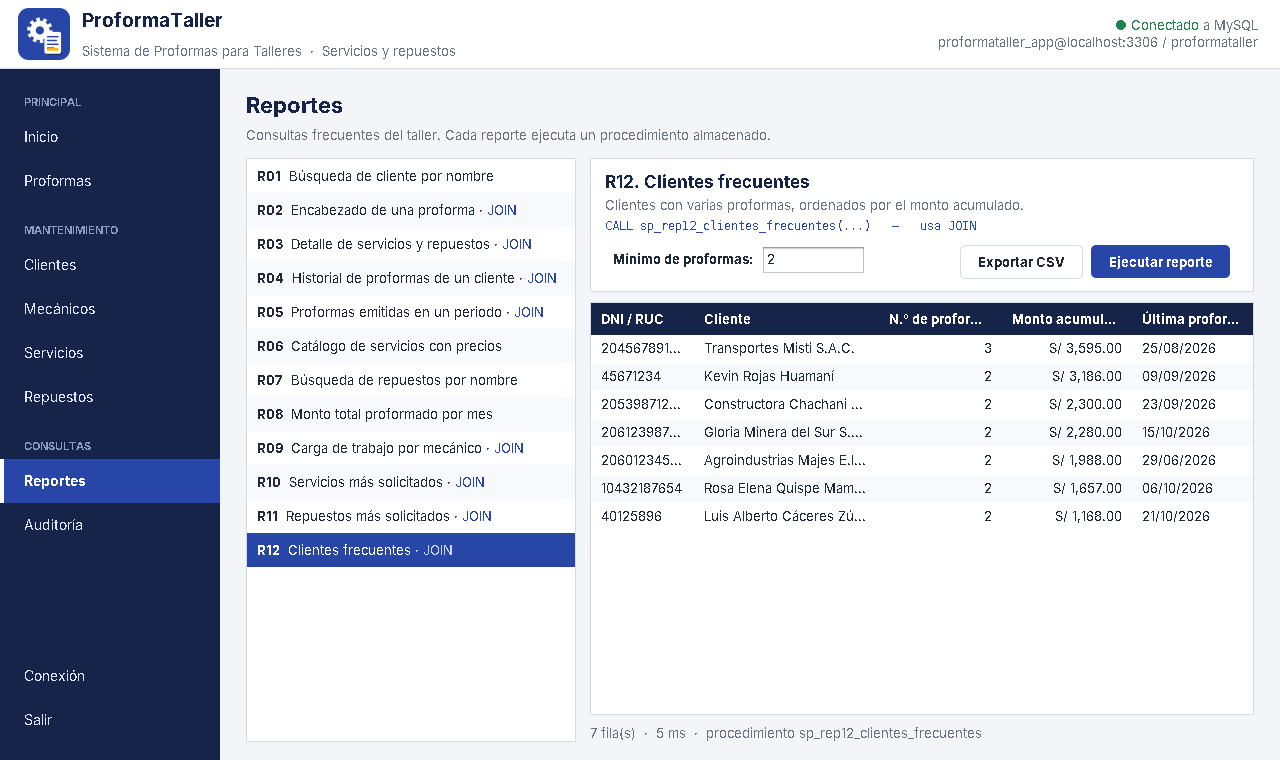 ProformaTaller
Sistema de Proformas para Talleres · Servicios y repuestos
● Conectado a MySQL
proformataller_app@localhost:3306 / proformataller
PRINCIPAL
Inicio
Proformas
MANTENIMIENTO
Clientes
Mecánicos
Servicios
Repuestos
CONSULTAS
Reportes
Auditoría
Conexión
Salir
Reportes
Consultas frecuentes del taller. Cada reporte ejecuta un procedimiento almacenado.
R01 Búsqueda de cliente por nombre
R02 Encabezado de una proforma · JOIN
R03 Detalle de servicios y repuestos · JOIN
R04 Historial de proformas de un cliente · JOIN
R05 Proformas emitidas en un periodo · JOIN
R06 Catálogo de servicios con precios
R07 Búsqueda de repuestos por nombre
R08 Monto total proformado por mes
R09 Carga de trabajo por mecánico · JOIN
R10 Servicios más solicitados · JOIN
R11 Repuestos más solicitados · JOIN
R12 Clientes frecuentes · JOIN
R12. Clientes frecuentes
Clientes con varias proformas, ordenados por el monto acumulado.
CALL sp_rep12_clientes_frecuentes(...) — usa JOIN
Mínimo de proformas: 2 Exportar CSV Ejecutar reporte
DNI / RUC Cliente N.º de profor... Monto acumul... Última profor...
204567891... Transportes Misti S.A.C. 3 S/ 3,595.00 25/08/2026
45671234 Kevin Rojas Huamaní 2 S/ 3,186.00 09/09/2026
205398712... Constructora Chachani ... 2 S/ 2,300.00 23/09/2026
206123987... Gloria Minera del Sur S.... 2 S/ 2,280.00 15/10/2026
206012345... Agroindustrias Majes E.I... 2 S/ 1,988.00 29/06/2026
10432187654 Rosa Elena Quispe Mam... 2 S/ 1,657.00 06/10/2026
40125896 Luis Alberto Cáceres Zú... 2 S/ 1,168.00 21/10/2026
7 fila(s) · 5 ms · procedimiento sp_rep12_clientes_frecuentes